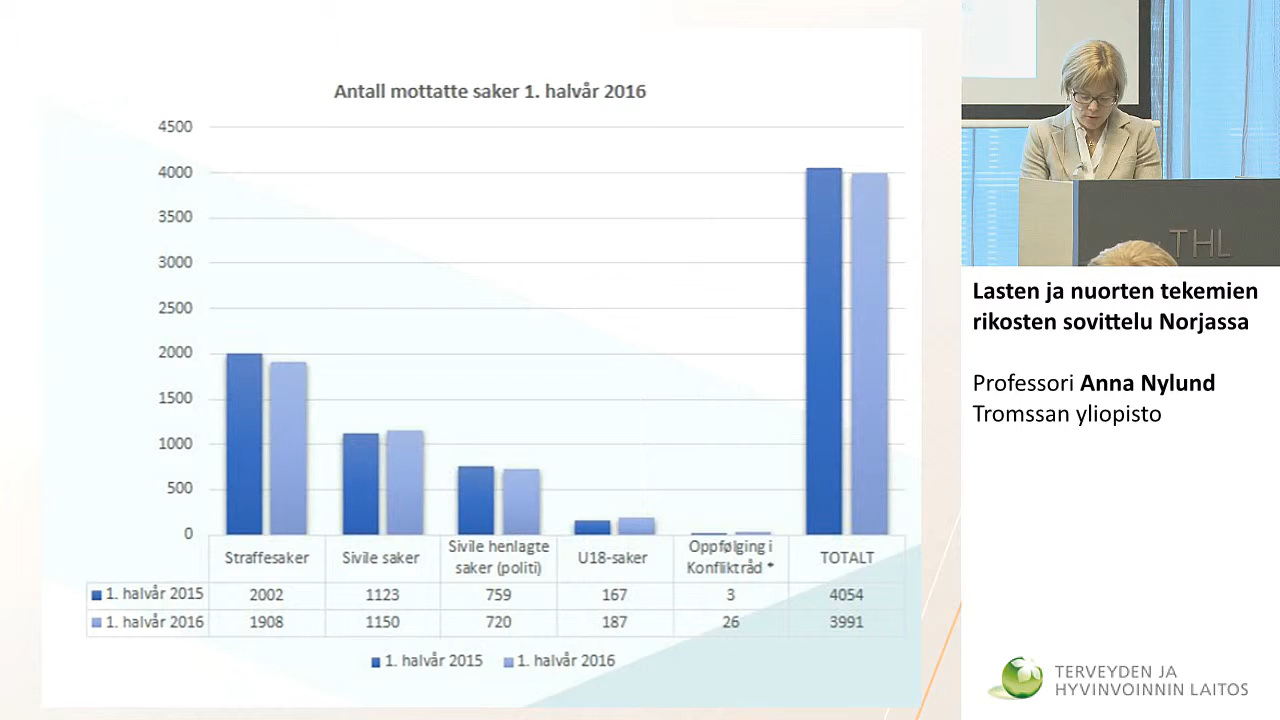 Antall mottatte saker 1. halvår 2016
4500
4000
3500
3000
2500
2000
1500
1000
500
0
Straffesaker
Sivile saker
Sivile henlagte
saker (politi)
U18-saker
Oppfølging i
Konfliktråd *
TOTALT
1. halvår 2015 2002 1123 759 167 3 4054
1. halvår 2016 1908 1150 720 187 26 3991
1. halvår 2015 1. halvår 2016
THL
Lasten ja nuorten tekemien
rikosten sovittelu Norjassa
Professori Anna Nylund
Tromssan yliopisto
TERVEYDEN JA
HYVINVOINNIN LAITOS